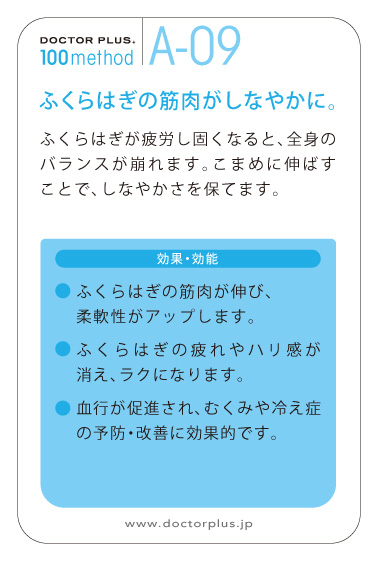 DOCTOR PLUS+
100method
A-09
ふくらはぎの筋肉がしなやかに。
ふくらはぎが疲労し固くなると、全身の
バランスが崩れます。こまめに伸ばす
ことで、しなやかさを保てます。
効果・効能
● ふくらはぎの筋肉が伸び、
柔軟性がアップします。
● ふくらはぎの疲れやハリ感が
消え、ラクになります。
● 血行が促進され、むくみや冷え症
の予防・改善に効果的です。
www.doctorplus.jp